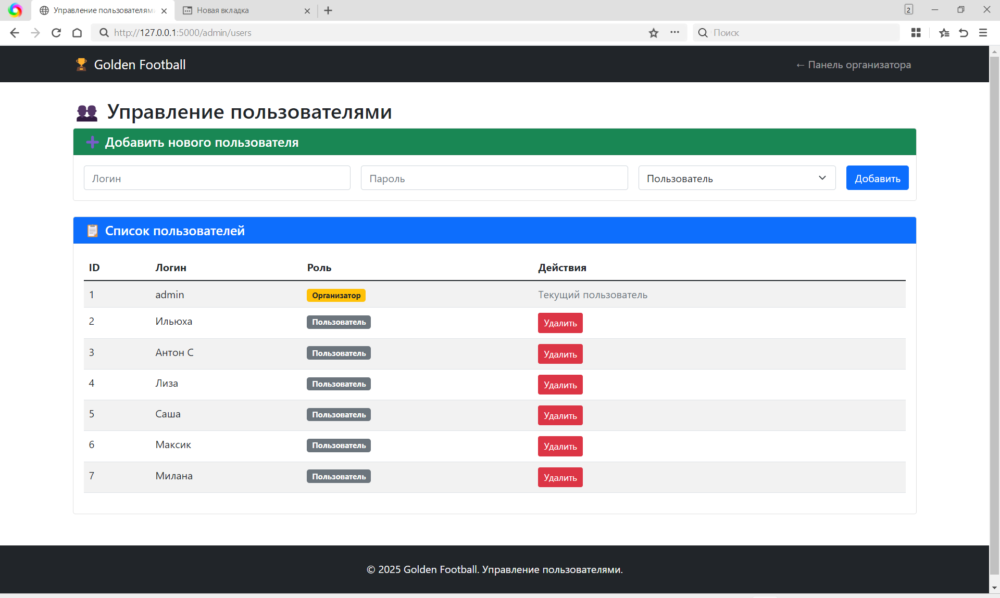 Управление пользователями
Новая вкладка
2
http://127.0.0.1:5000/admin/users
Поиск
Golden Football
← Панель организатора
Управление пользователями
Добавить нового пользователя
Логин
Пароль
Пользователь
Добавить
Список пользователей
ID Логин Роль Действия
1 admin Организатор Текущий пользователь
2 Ильюха Пользователь Удалить
3 Антон С Пользователь Удалить
4 Лиза Пользователь Удалить
5 Саша Пользователь Удалить
6 Максик Пользователь Удалить
7 Милана Пользователь Удалить
© 2025 Golden Football. Управление пользователями.